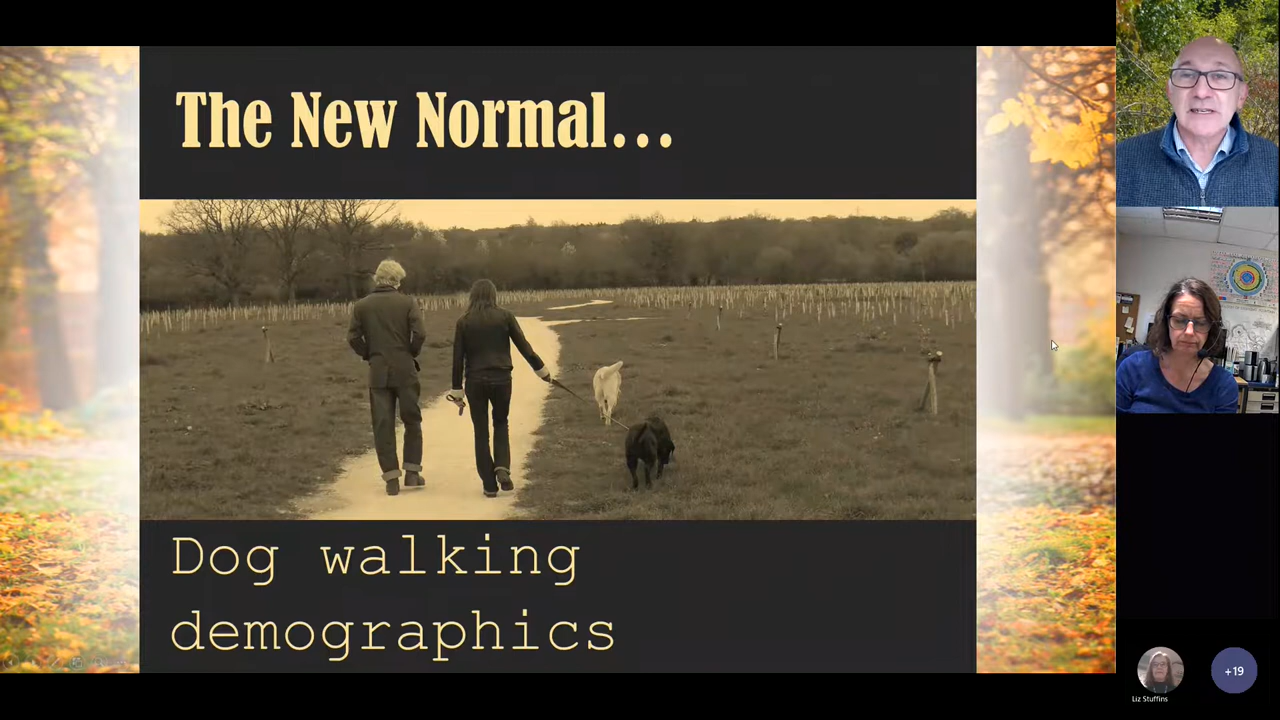 The New Normal...
Dog walking
demographics
Liz Stuffins
+19